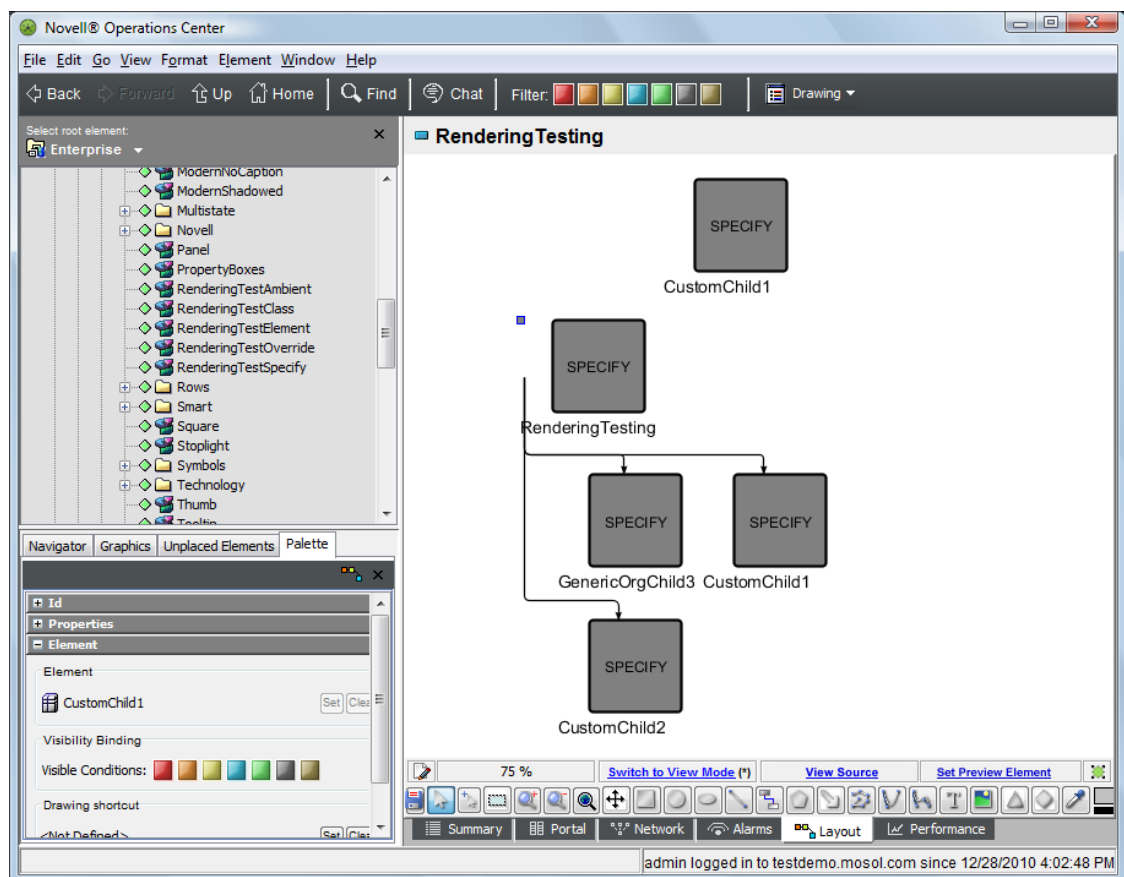 Novell® Operations Center
File Edit Go View Format Element Window Help
Back Forward Up Home Find Chat Filter: Drawing
Select root element:
Enterprise
RenderingTesting
ModernNoCaption
ModernShadowed
Multistate
Novell
Panel
PropertyBoxes
RenderingTestAmbient
RenderingTestClass
RenderingTestElement
RenderingTestOverride
RenderingTestSpecify
Rows
Smart
Square
Stoplight
Symbols
Technology
Thumb
Tooltip
SPECIFY
CustomChild1
SPECIFY
RenderingTesting
SPECIFY SPECIFY
GenericOrgChild3 CustomChild1
SPECIFY
CustomChild2
Navigator Graphics Unplaced Elements Palette
Id
Properties
Element
Element
CustomChild1 Set Clea
Visibility Binding
Visible Conditions:
Drawing shortcut
<Not Defined> Set Clea
75 % Switch to View Mode (*) View Source Set Preview Element
Summary Portal Network Alarms Layout Performance
admin logged in to testdemo.mosol.com since 12/28/2010 4:02:48 PM